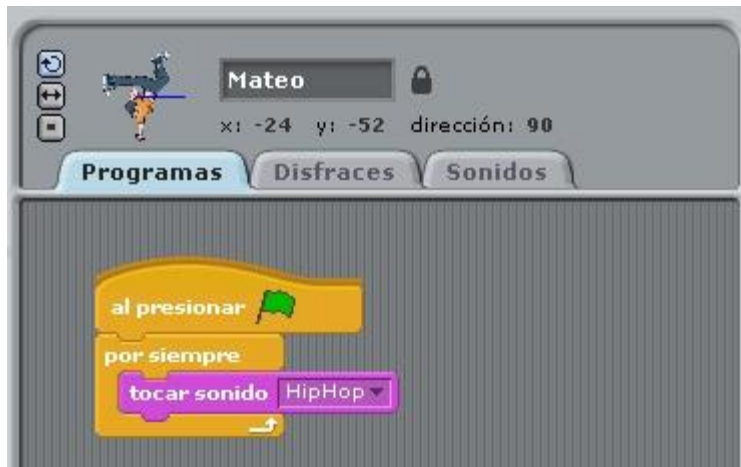 Mateo
x: -24 y: -52 dirección: 90
Programas Disfraces Sonidos
al presionar
por siempre
tocar sonido HipHop